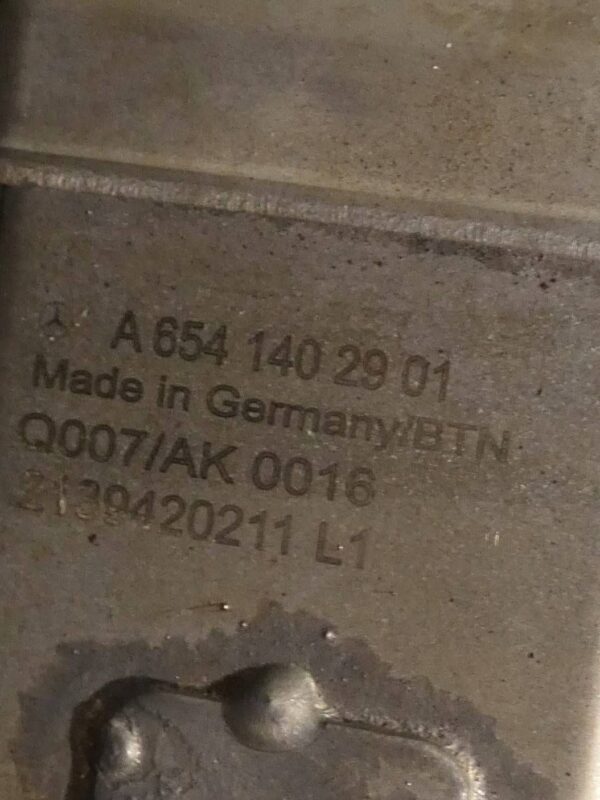 A 654 140 29 01
Made in Germany/BTN
Q007/AK 0016
2139420211 L1